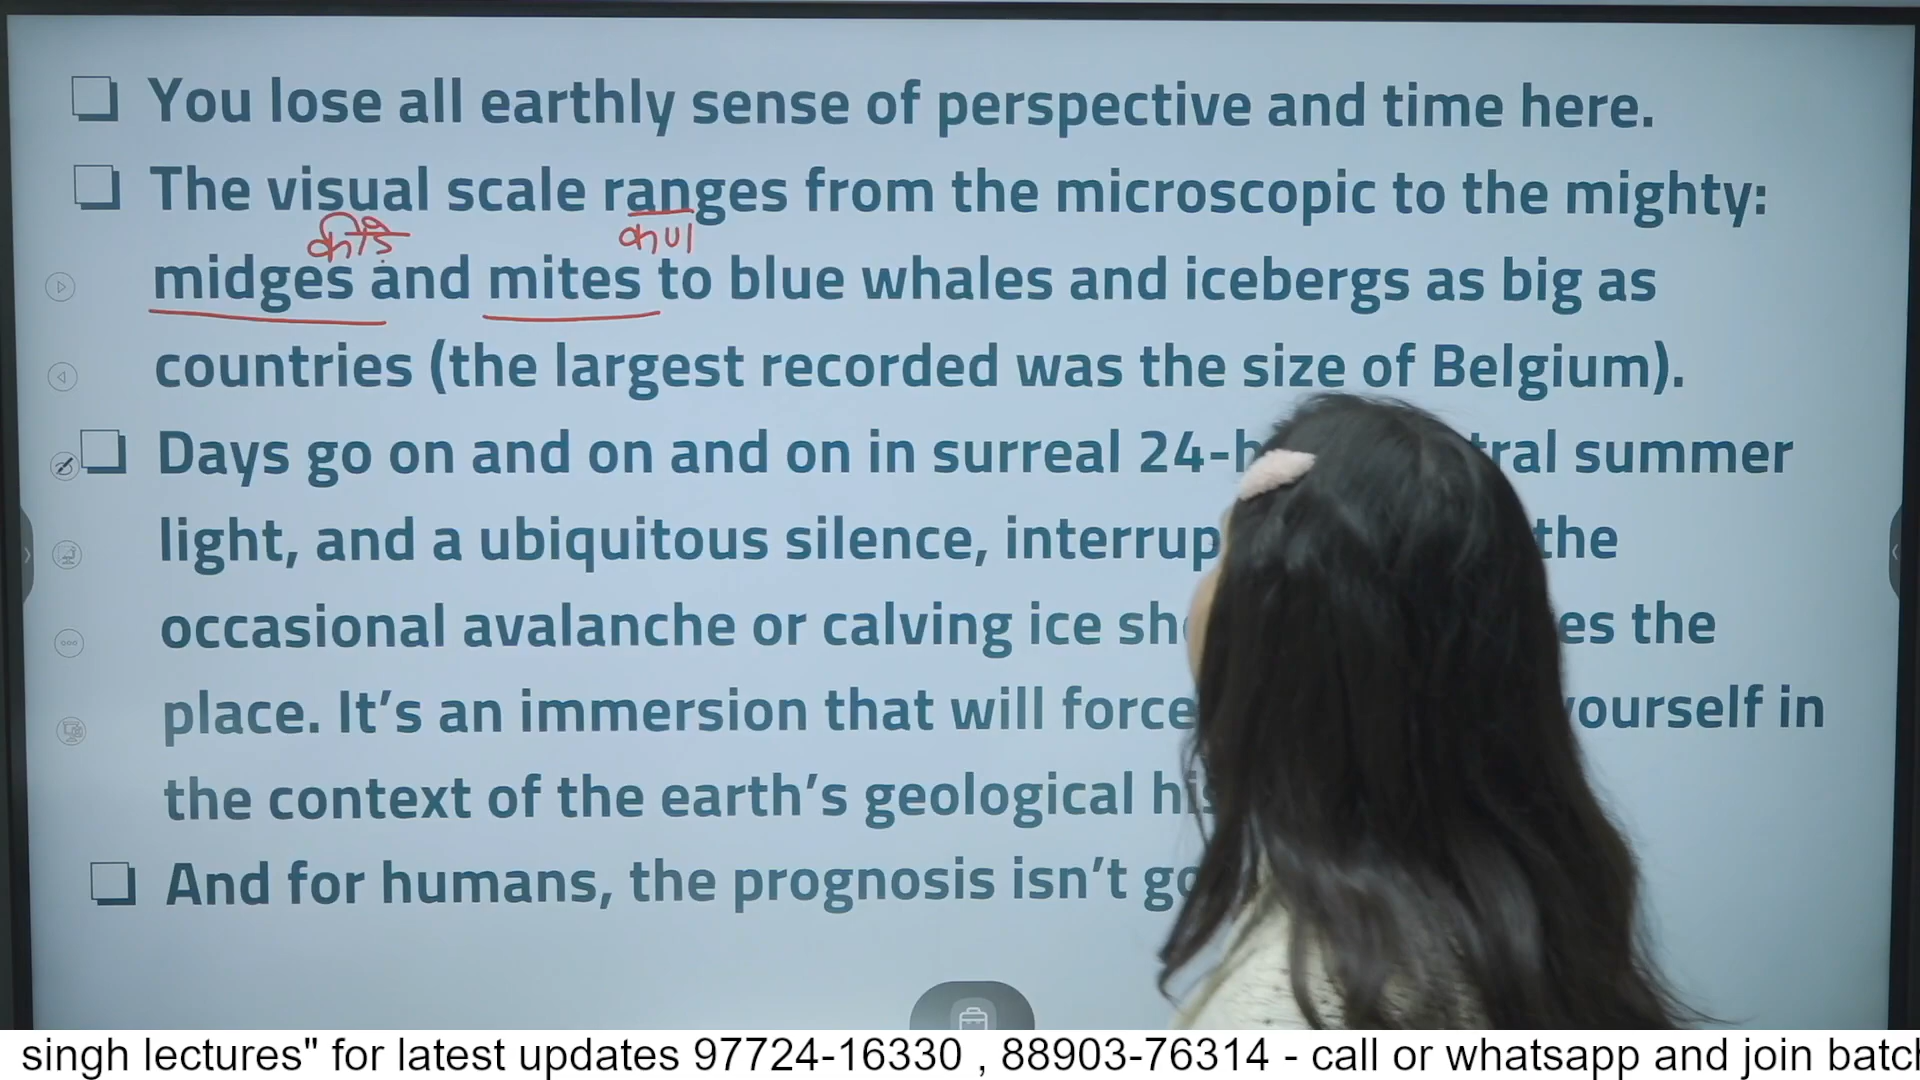 You lose all earthly sense of perspective and time here.
The visual scale ranges from the microscopic to the mighty:
midges and mites to blue whales and icebergs as big as
countries (the largest recorded was the size of Belgium).
Days go on and on and on in surreal 24-h ral summer
light, and a ubiquitous silence, interrup the
occasional avalanche or calving ice sh es the
place. It's an immersion that will force yourself in
the context of the earth's geological his
And for humans, the prognosis isn't go
singh lectures" for latest updates 97724-16330 , 88903-76314 - call or whatsapp and join batch